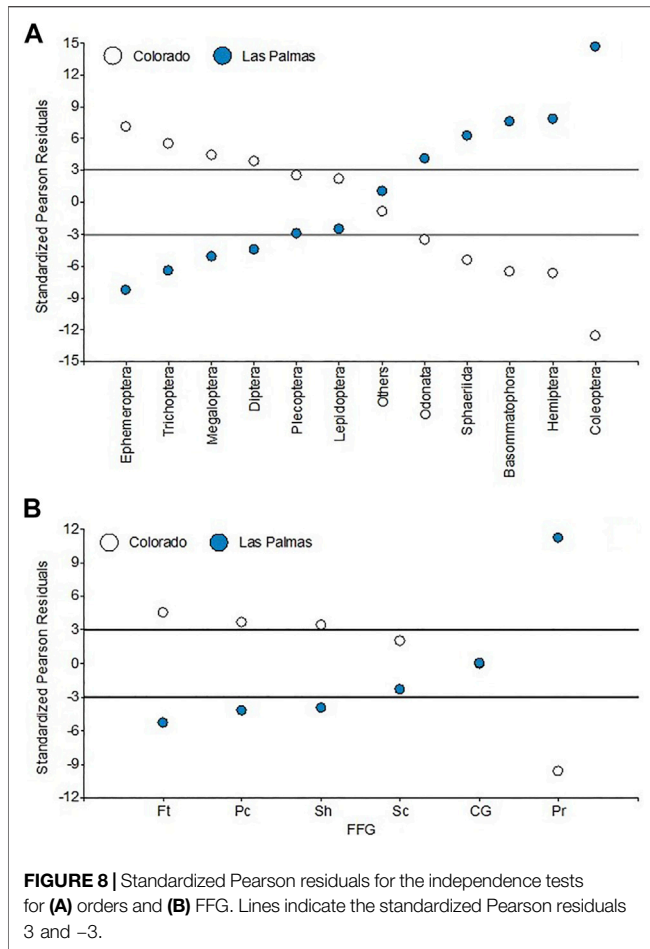 A
15
Colorado Las Palmas
12
9
6
3
0
-3
-6
-9
-12
-15
Standardized Pearson Residuals
Ephemeroptera
Trichoptera
Megaloptera
Diptera
Plecoptera
Lepidoptera
Others
Odonata
Sphaeriida
Basommatophora
Hemiptera
Coleoptera
B
12
Colorado Las Palmas
9
6
3
0
-3
-6
-9
-12
Standardized Pearson Residuals
Ft Pc Sh Sc CG Pr
FFG
FIGURE 8 | Standardized Pearson residuals for the independence tests
for (A) orders and (B) FFG. Lines indicate the standardized Pearson residuals
3 and −3.